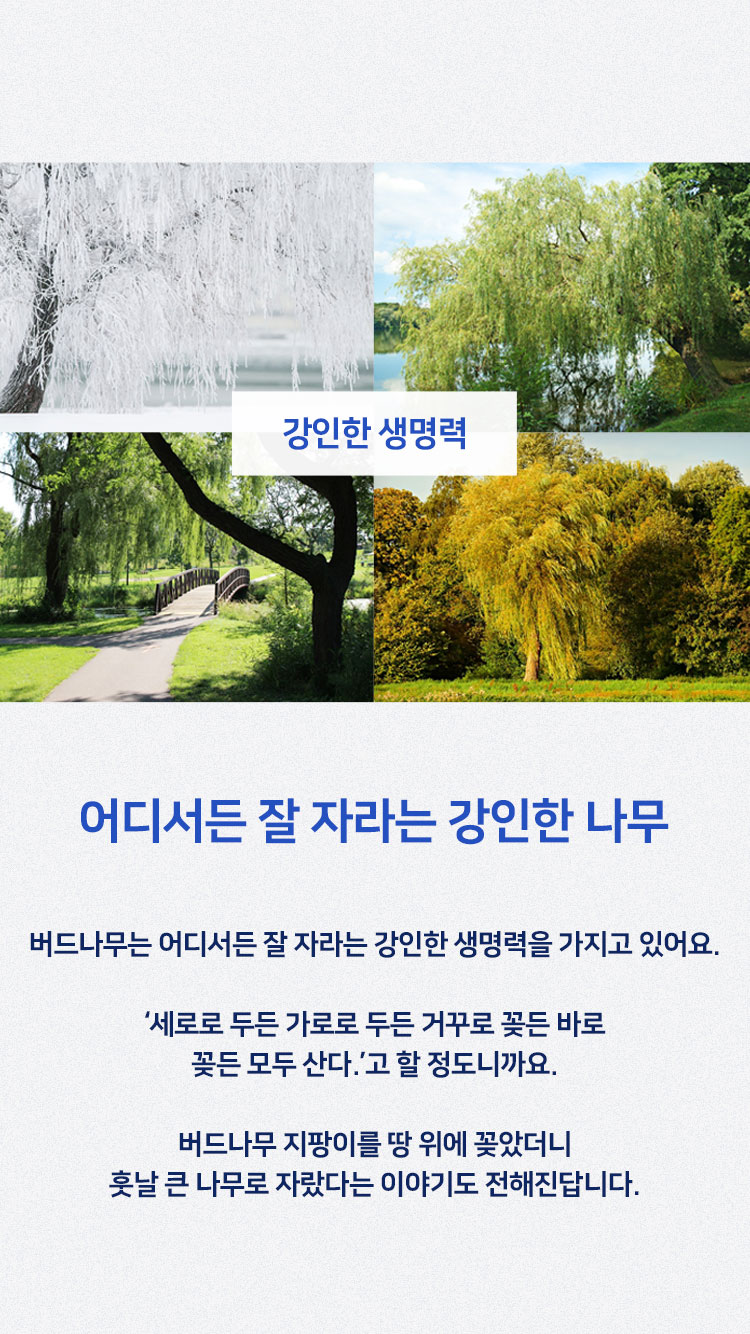 강인한 생명력
어디서든 잘 자라는 강인한 나무
버드나무는 어디서든 잘 자라는 강인한 생명력을 가지고 있어요.
‘세로로 두든 가로로 두든 거꾸로 꽂든 바로
꽂든 모두 산다.’고 할 정도니까요.
버드나무 지팡이를 땅 위에 꽂았더니
훗날 큰 나무로 자랐다는 이야기도 전해진답니다.